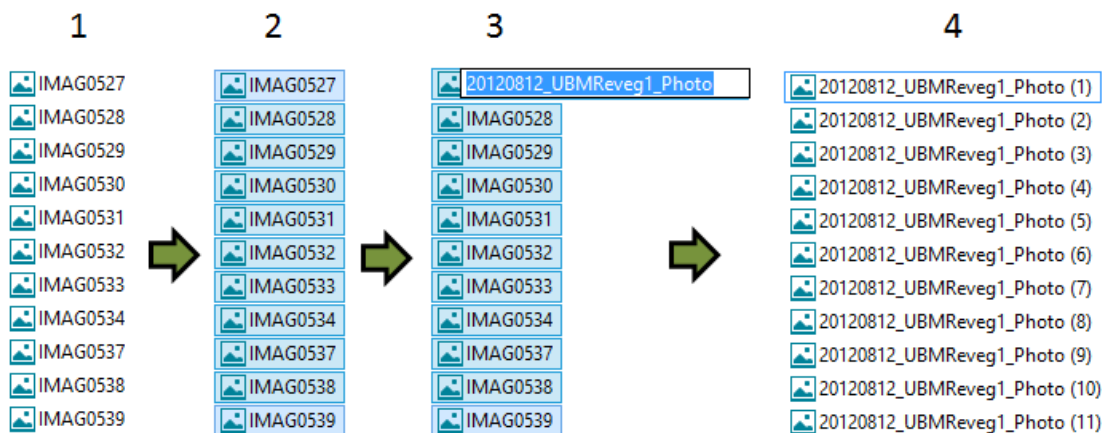 1 2 3 4
IMAG0527 IMAG0527 20120812_UBMReveg1_Photo 20120812_UBMReveg1_Photo (1)
IMAG0528 IMAG0528 IMAG0528 20120812_UBMReveg1_Photo (2)
IMAG0529 IMAG0529 IMAG0529 20120812_UBMReveg1_Photo (3)
IMAG0530 IMAG0530 IMAG0530 20120812_UBMReveg1_Photo (4)
IMAG0531 IMAG0531 IMAG0531 20120812_UBMReveg1_Photo (5)
IMAG0532 IMAG0532 IMAG0532 20120812_UBMReveg1_Photo (6)
IMAG0533 IMAG0533 IMAG0533 20120812_UBMReveg1_Photo (7)
IMAG0534 IMAG0534 IMAG0534 20120812_UBMReveg1_Photo (8)
IMAG0537 IMAG0537 IMAG0537 20120812_UBMReveg1_Photo (9)
IMAG0538 IMAG0538 IMAG0538 20120812_UBMReveg1_Photo (10)
IMAG0539 IMAG0539 IMAG0539 20120812_UBMReveg1_Photo (11)